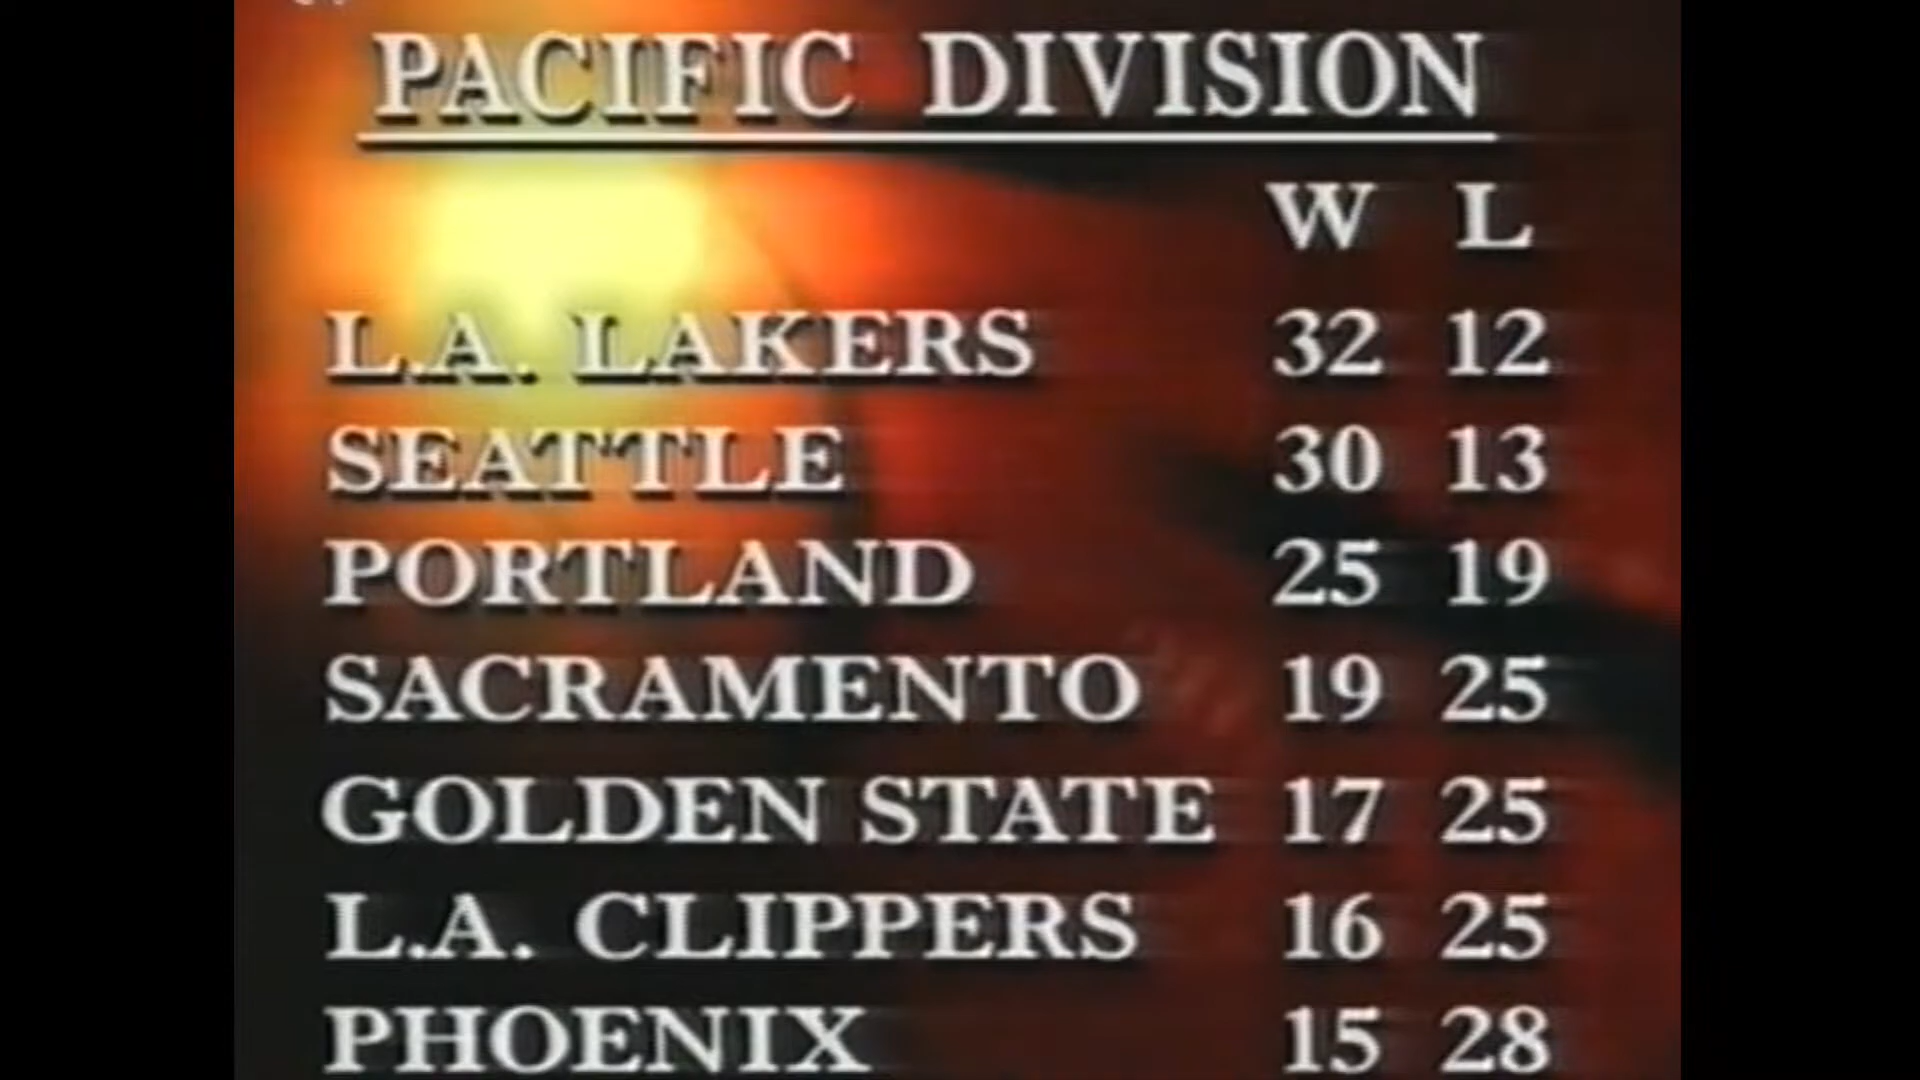 PACIFIC DIVISION
W L
L.A. LAKERS 32 12
SEATTLE 30 13
PORTLAND 25 19
SACRAMENTO 19 25
GOLDEN STATE 17 25
L.A. CLIPPERS 16 25
PHOENIX 15 28